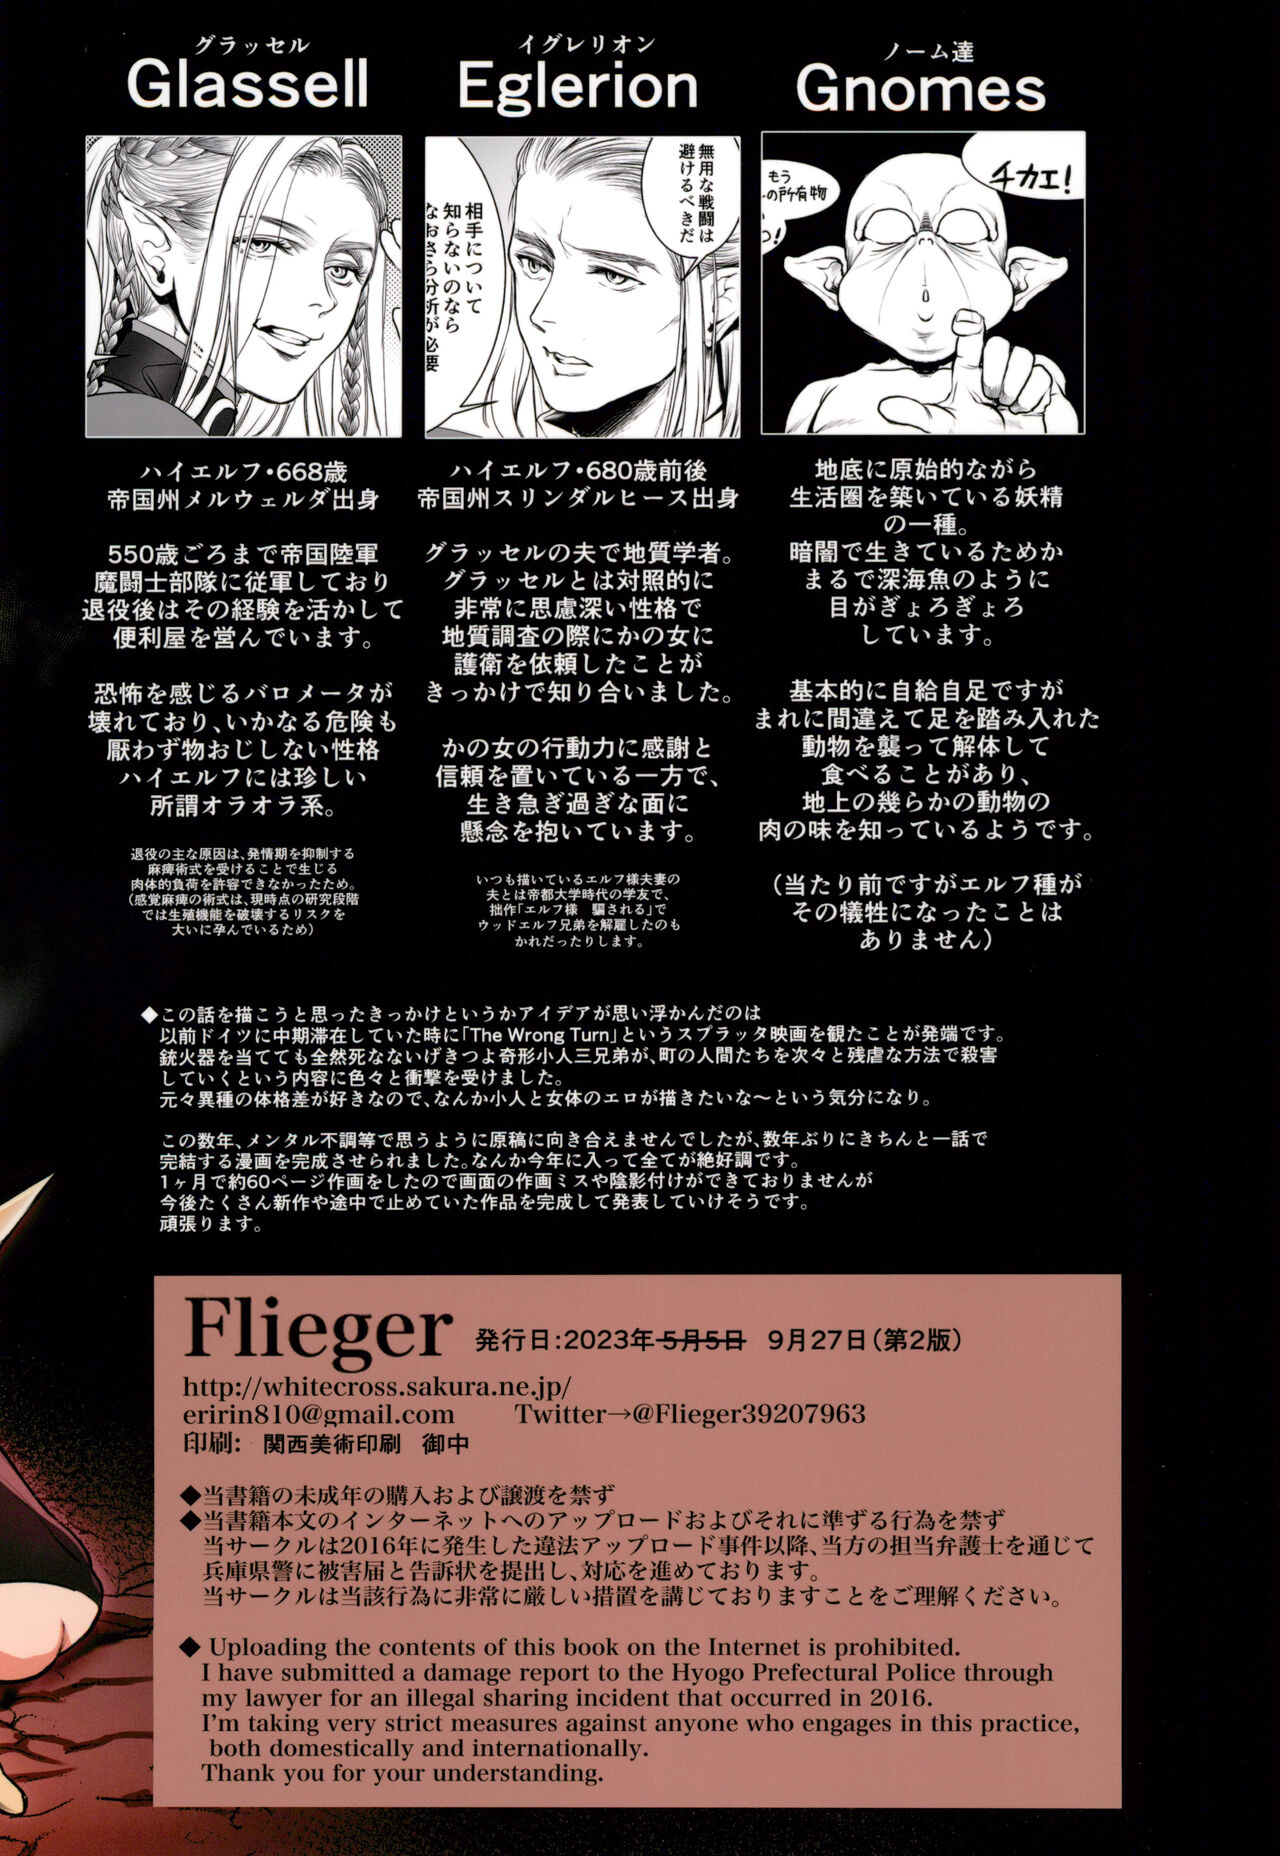 グラッセル
Glassell
ハイエルフ・668歳
帝国州メルウェルダ出身
550歳ごろまで帝国陸軍
魔闘士部隊に従軍しており
退役後はその経験を活かして
便利屋を営んでいます。
恐怖を感じるバロメータが
壊れており、いかなる危険も
厭わず物おじしない性格
ハイエルフには珍しい
所謂オラオラ系。
退役の主な原因は、発情期を抑制する
麻痺術式を受けることで生じる
肉体的負荷を許容できなかったため。
(感覚麻痺の術式は、現時点の研究段階
では生殖機能を破壊するリスクを
大いに孕んでいるため)
イグレリオン
Eglerion
無用な戦闘は
避けるべきだ
相手について
知らないのなら
なおさら分析が必要
ハイエルフ・680歳前後
帝国州スリンダルヒース出身
グラッセルの夫で地質学者。
グラッセルとは対照的に
非常に思慮深い性格で
地質調査の際にかの女に
護衛を依頼したことが
きっかけで知り合いました。
かの女の行動力に感謝と
信頼を置いている一方で、
生き急ぎ過ぎな面に
懸念を抱いています。
いつも描いているエルフ様夫妻の
夫とは帝都大学時代の学友で、
拙作「エルフ様　騙される」で
ウッドエルフ兄弟を解雇したのも
かれだったりします。
ノーム達
Gnomes
チカエ!
もう
の所有物
地底に原始的ながら
生活圏を築いている妖精
の一種。
暗闇で生きているためか
まるで深海魚のように
目がぎょろぎょろ
しています。
基本的に自給自足ですが
まれに間違えて足を踏み入れた
動物を襲って解体して
食べることがあり、
地上の幾らかの動物の
肉の味を知っているようです。
(当たり前ですがエルフ種が
その犠牲になったことは
ありません)
◆この話を描こうと思ったきっかけというかアイデアが思い浮かんだのは
以前ドイツに中期滞在していた時に「The Wrong Turn」というスプラッタ映画を観たことが発端です。
銃火器を当てても全然死なないげきつよ奇形小人三兄弟が、町の人間たちを次々と残虐な方法で殺害
していくという内容に色々と衝撃を受けました。
元々異種の体格差が好きなので、なんか小人と女体のエロが描きたいな〜という気分になり。
この数年、メンタル不調等で思うように原稿に向き合えませんでしたが、数年ぶりにきちんと一話で
完結する漫画を完成させられました。なんか今年に入って全てが絶好調です。
1ヶ月で約60ページ作画をしたので画面の作画ミスや陰影付けができておりませんが
今後たくさん新作や途中で止めていた作品を完成して発表していけそうです。
頑張ります。
Flieger 発行日:2023年5月5日 9月27日(第2版)
http://whitecross.sakura.ne.jp/
eririn810@gmail.com Twitter→@Flieger39207963
印刷: 関西美術印刷 御中
◆当書籍の未成年の購入および譲渡を禁ず
◆当書籍本文のインターネットへのアップロードおよびそれに準ずる行為を禁ず
当サークルは2016年に発生した違法アップロード事件以降、当方の担当弁護士を通じて
兵庫県警に被害届と告訴状を提出し、対応を進めております。
当サークルは当該行為に非常に厳しい措置を講じておりますことをご理解ください。
◆ Uploading the contents of this book on the Internet is prohibited.
I have submitted a damage report to the Hyogo Prefectural Police through
my lawyer for an illegal sharing incident that occurred in 2016.
I'm taking very strict measures against anyone who engages in this practice,
both domestically and internationally.
Thank you for your understanding.